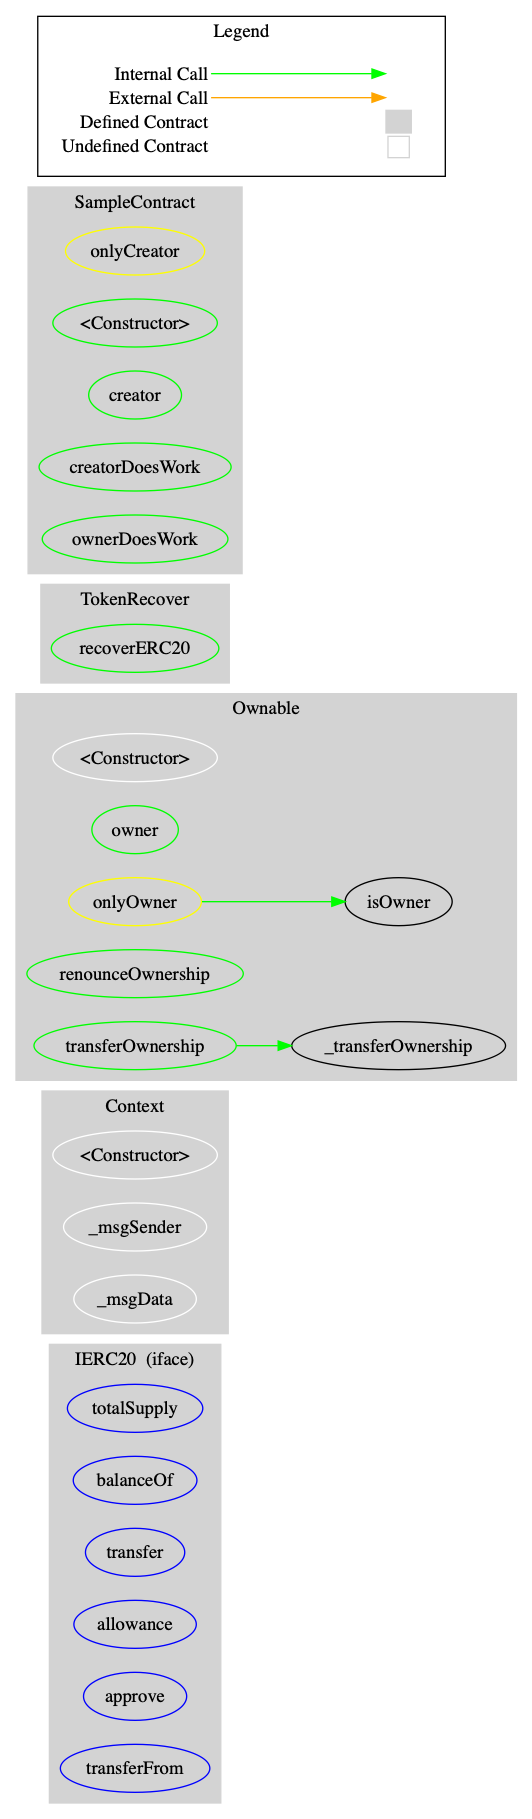 Legend
Internal Call
External Call
Defined Contract
Undefined Contract
SampleContract
onlyCreator
<Constructor>
creator
creatorDoesWork
ownerDoesWork
TokenRecover
recoverERC20
Ownable
<Constructor>
owner
onlyOwner isOwner
renounceOwnership
transferOwnership _transferOwnership
Context
<Constructor>
_msgSender
_msgData
IERC20 (iface)
totalSupply
balanceOf
transfer
allowance
approve
transferFrom